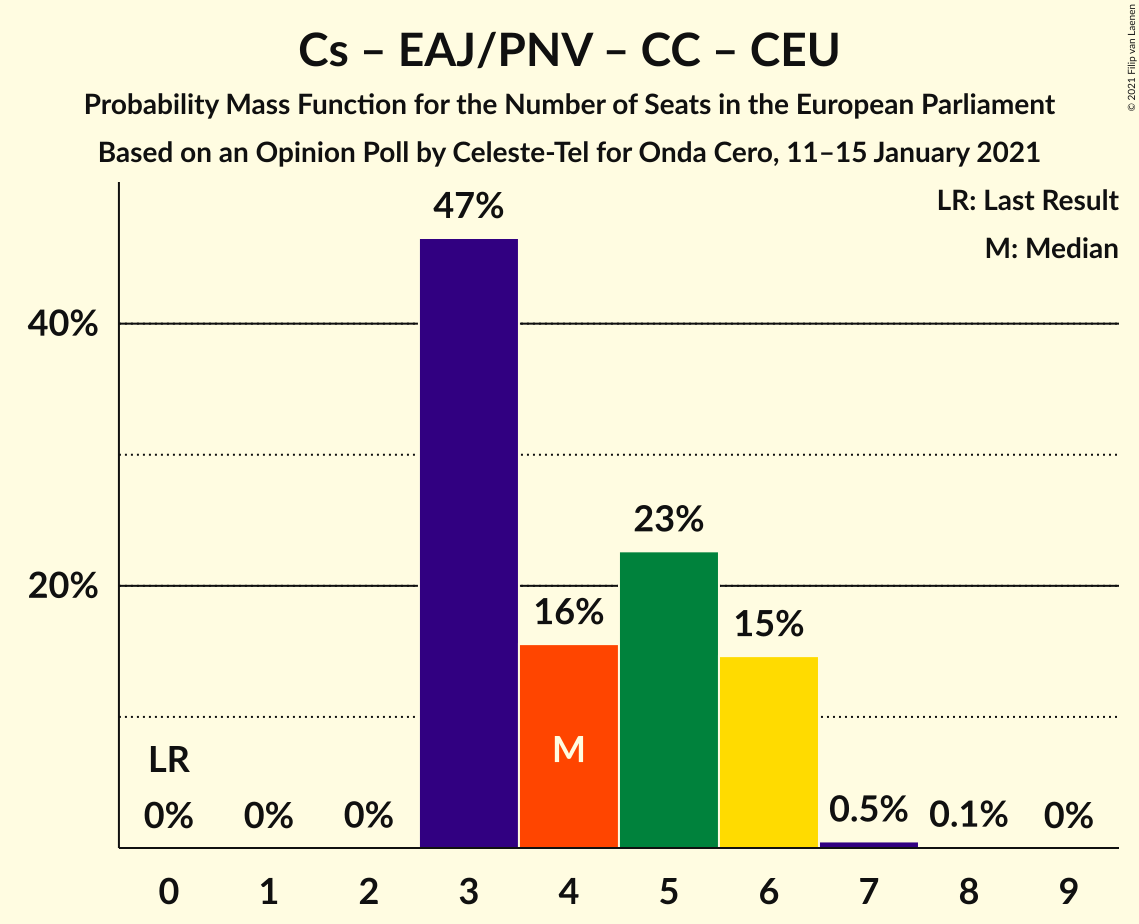 Cs – EAJ/PNV – CC – CEU
Probability Mass Function for the Number of Seats in the European Parliament
Based on an Opinion Poll by Celeste-Tel for Onda Cero, 11–15 January 2021
© 2021 Filip van Laenen
LR: Last Result
M: Median
47%
40%
23%
20%
16%
15%
M
LR
0%
0%
0%
0.5%
0.1%
0%
0 1 2 3 4 5 6 7 8 9